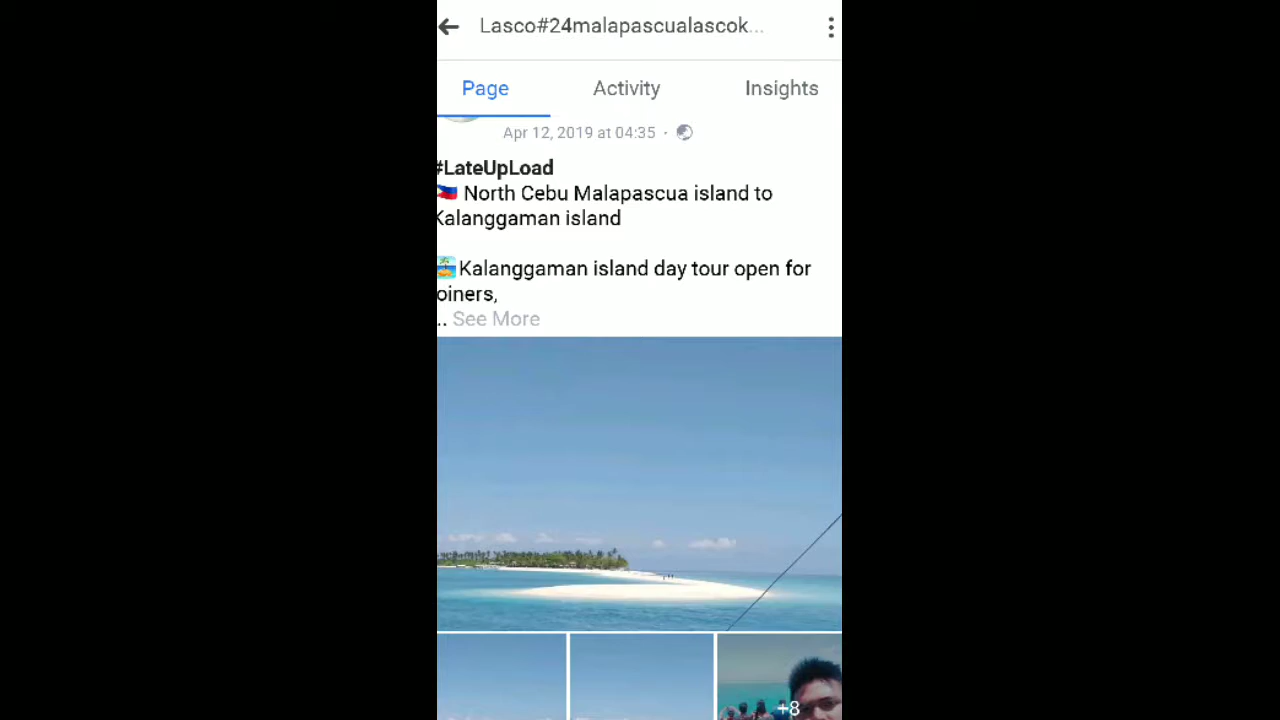 Lasco#24malapascualascok...
Page Activity Insights
Apr 12, 2019 at 04:35 ·
#LateUpLoad
🇵🇭 North Cebu Malapascua island to
Kalanggaman island
🏝Kalanggaman island day tour open for
oiners,
.. See More
+8